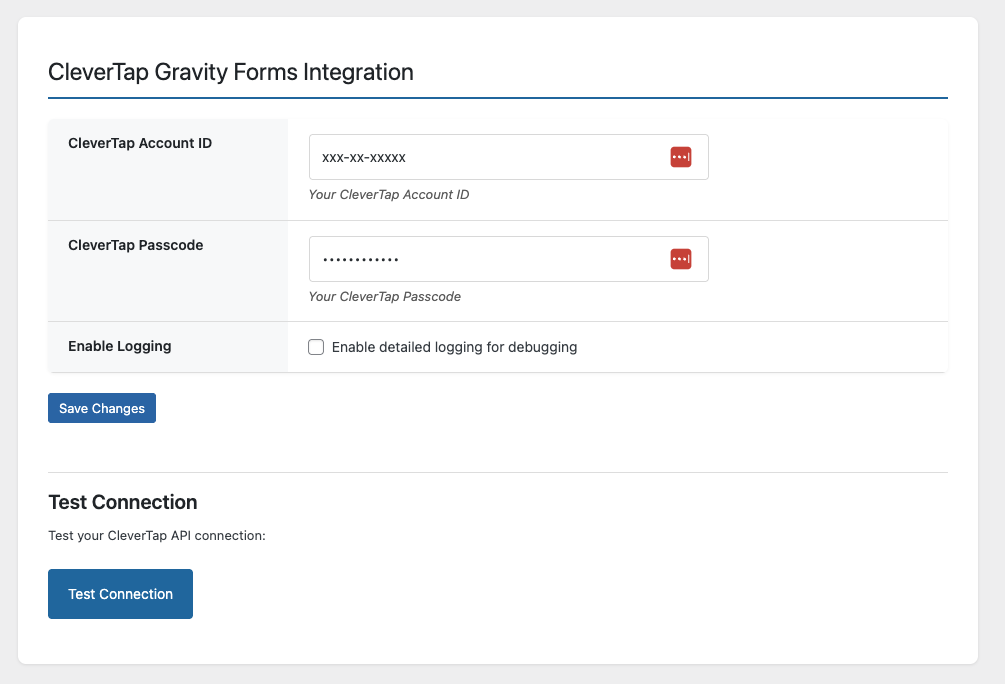 CleverTap Gravity Forms Integration
CleverTap Account ID
xxx-xx-xxxxx
Your CleverTap Account ID
CleverTap Passcode
••••••••••••
Your CleverTap Passcode
Enable Logging
Enable detailed logging for debugging
Save Changes
Test Connection
Test your CleverTap API connection:
Test Connection